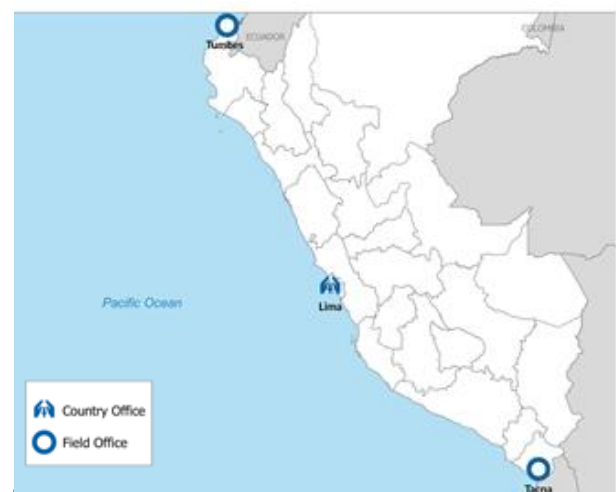 Tumbes
ECUADOR
COLOMBIA
Pacific Ocean
Lima
Country Office
Field Office
Tacna